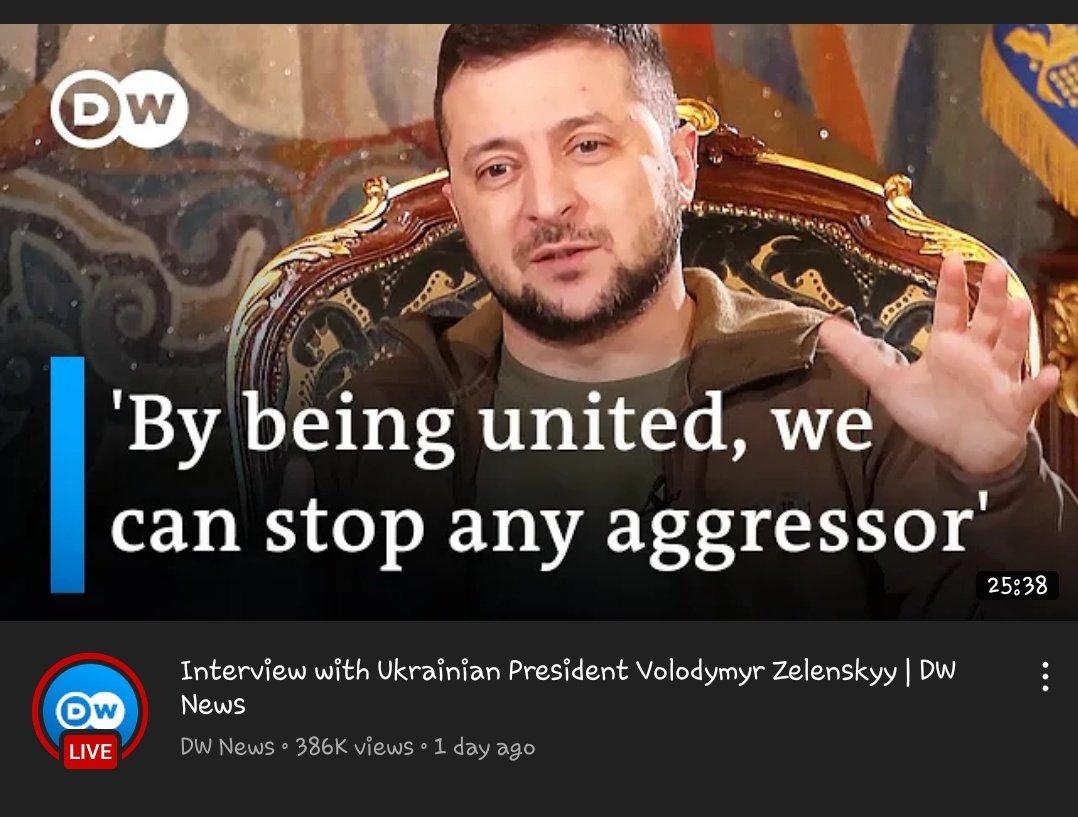 DW
'By being united, we
can stop any aggressor'
25:38
Interview with Ukrainian President Volodymyr Zelenskyy | DW
News
DW
LIVE
DW News • 386K views • 1 day ago